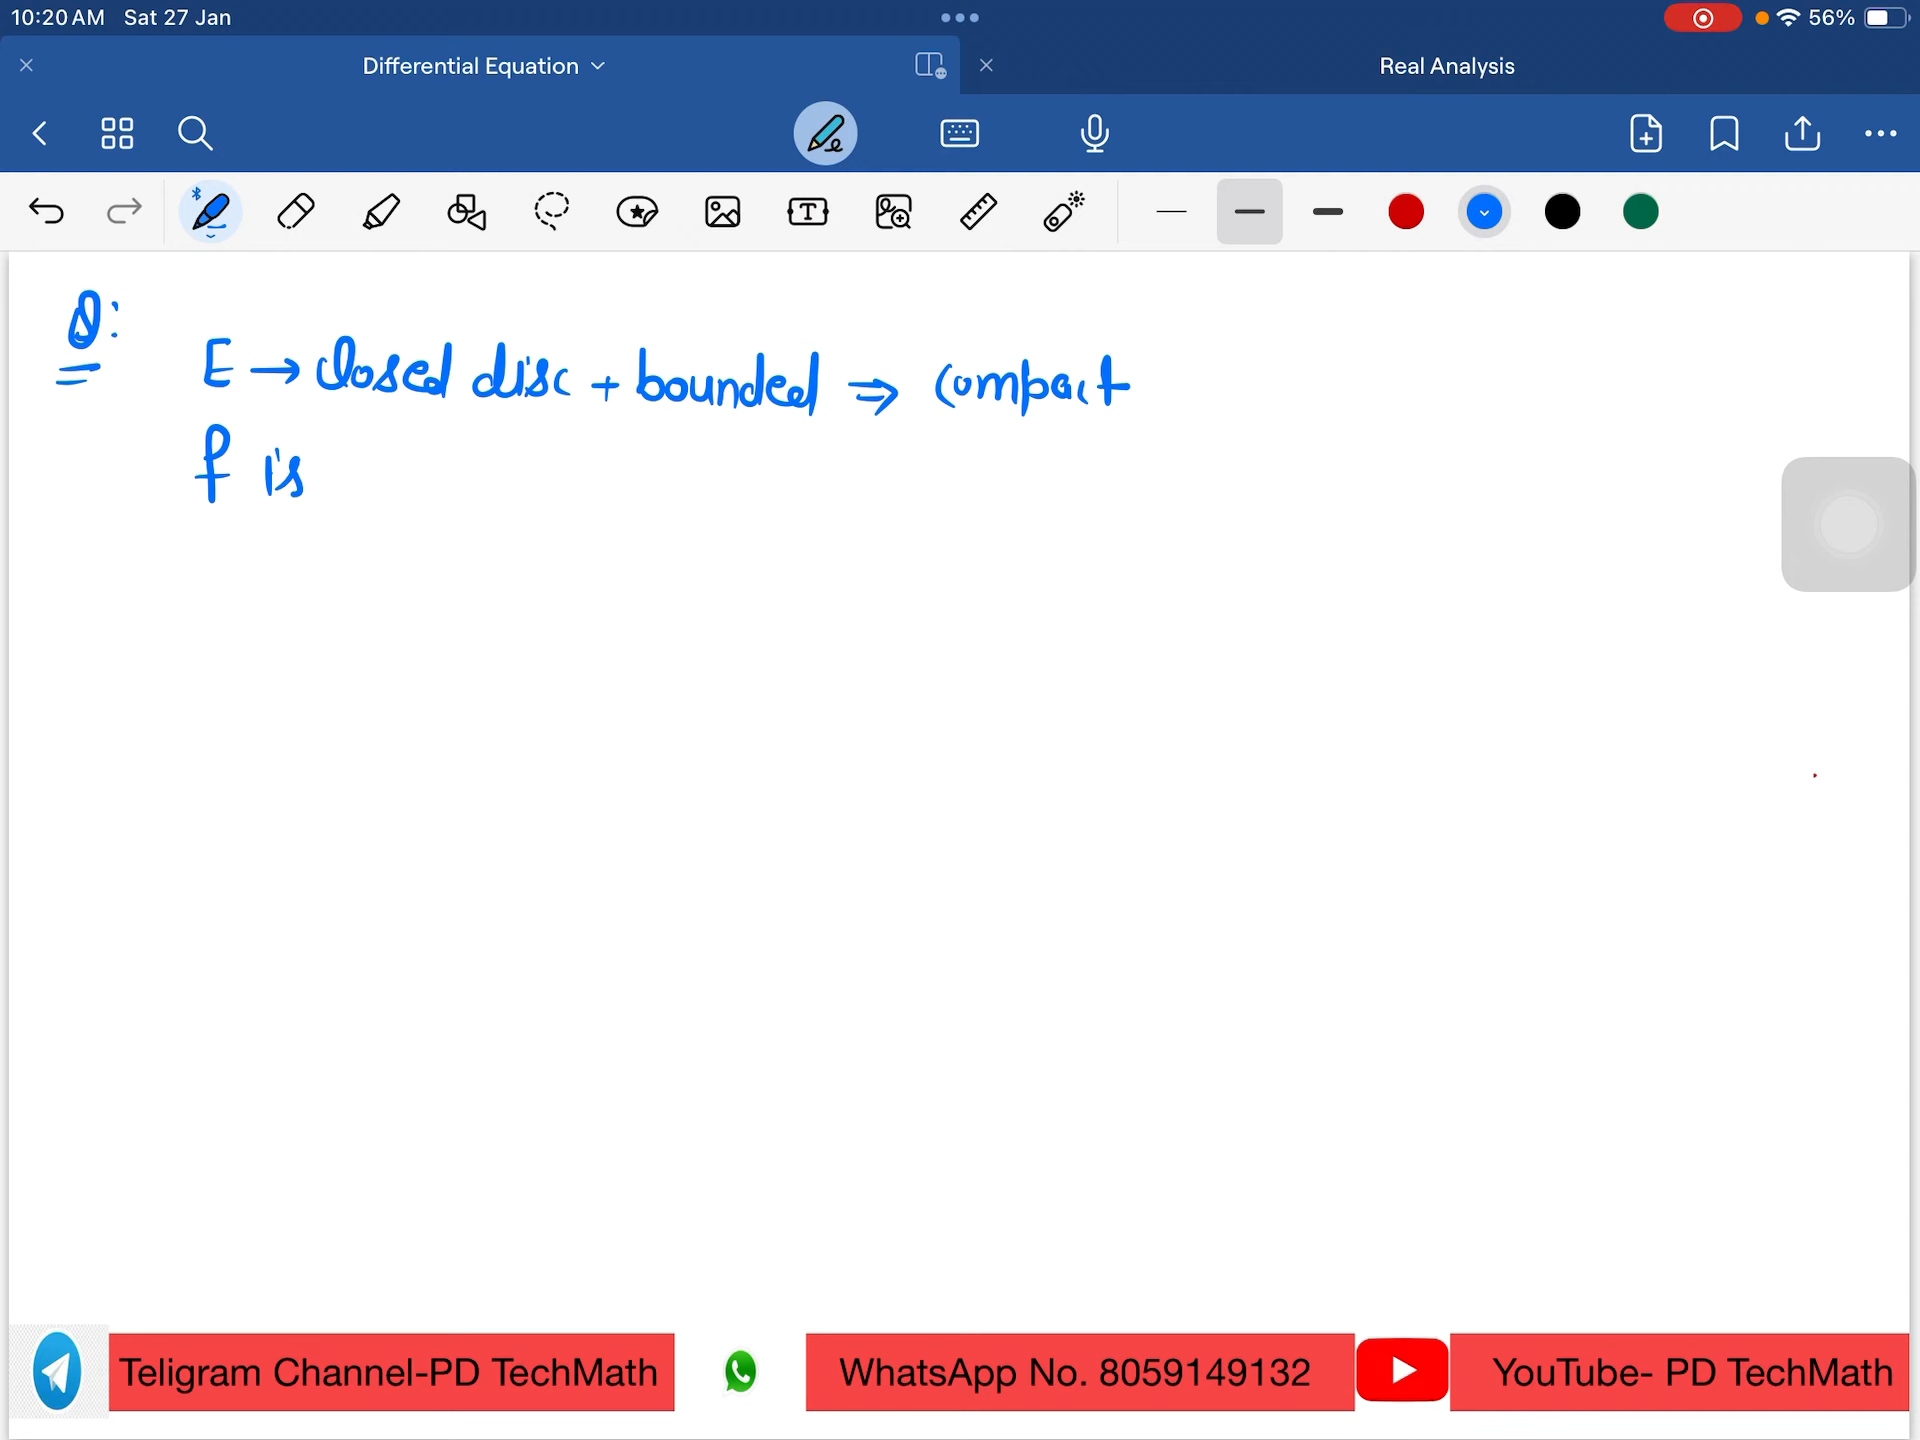 10:20 AM Sat 27 Jan
56%
Differential Equation
Real Analysis
Q:
E → closed disc + bounded ⇒ compact
f is
Teligram Channel-PD TechMath
WhatsApp No. 8059149132
YouTube- PD TechMath